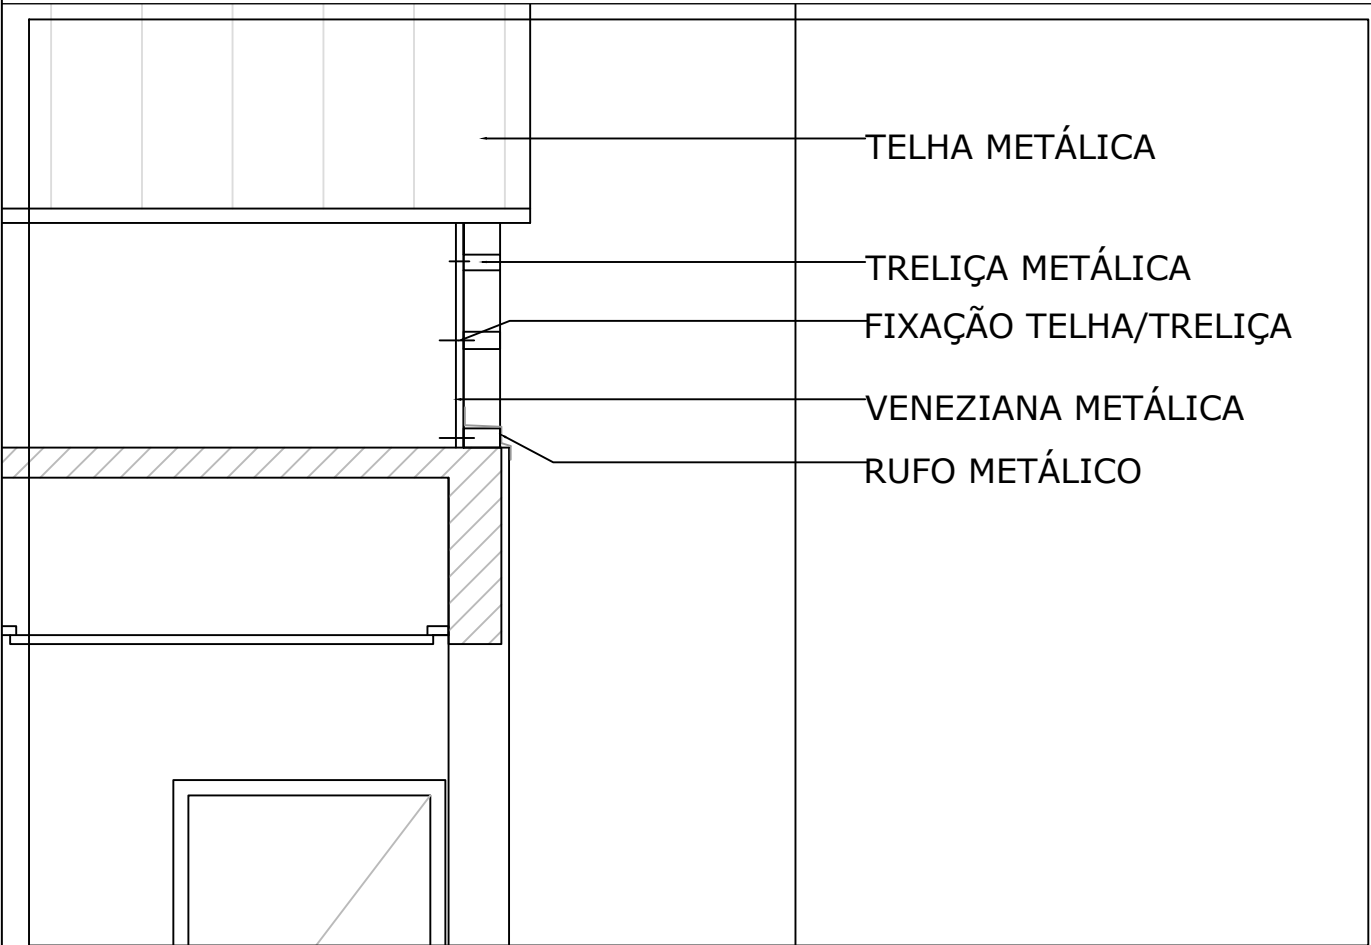 TELHA METÁLICA
TRELIÇA METÁLICA
FIXAÇÃO TELHA/TRELIÇA
VENEZIANA METÁLICA
RUFO METÁLICO